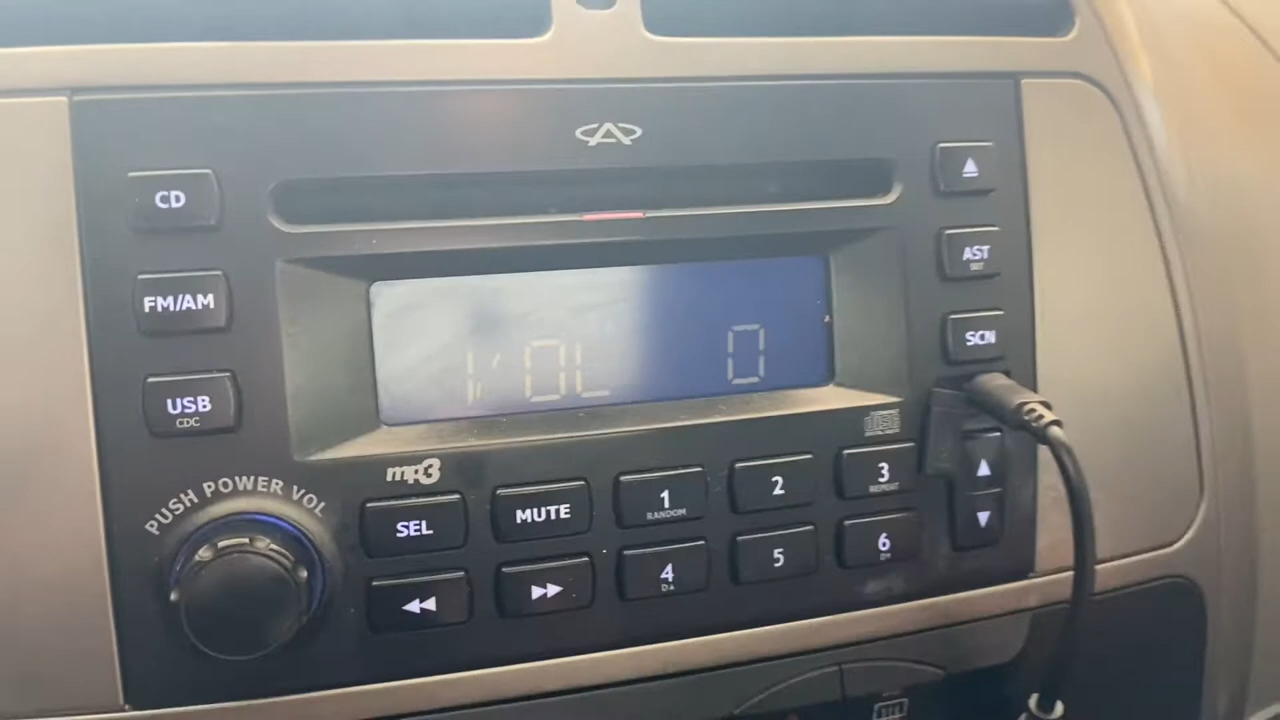 CD
AST
FM/AM
SCN
VOL 0
USB
CDC
mp3
PUSH POWER VOL
SEL
MUTE
1
RANDOM
2
3
REPEAT
4
5
6